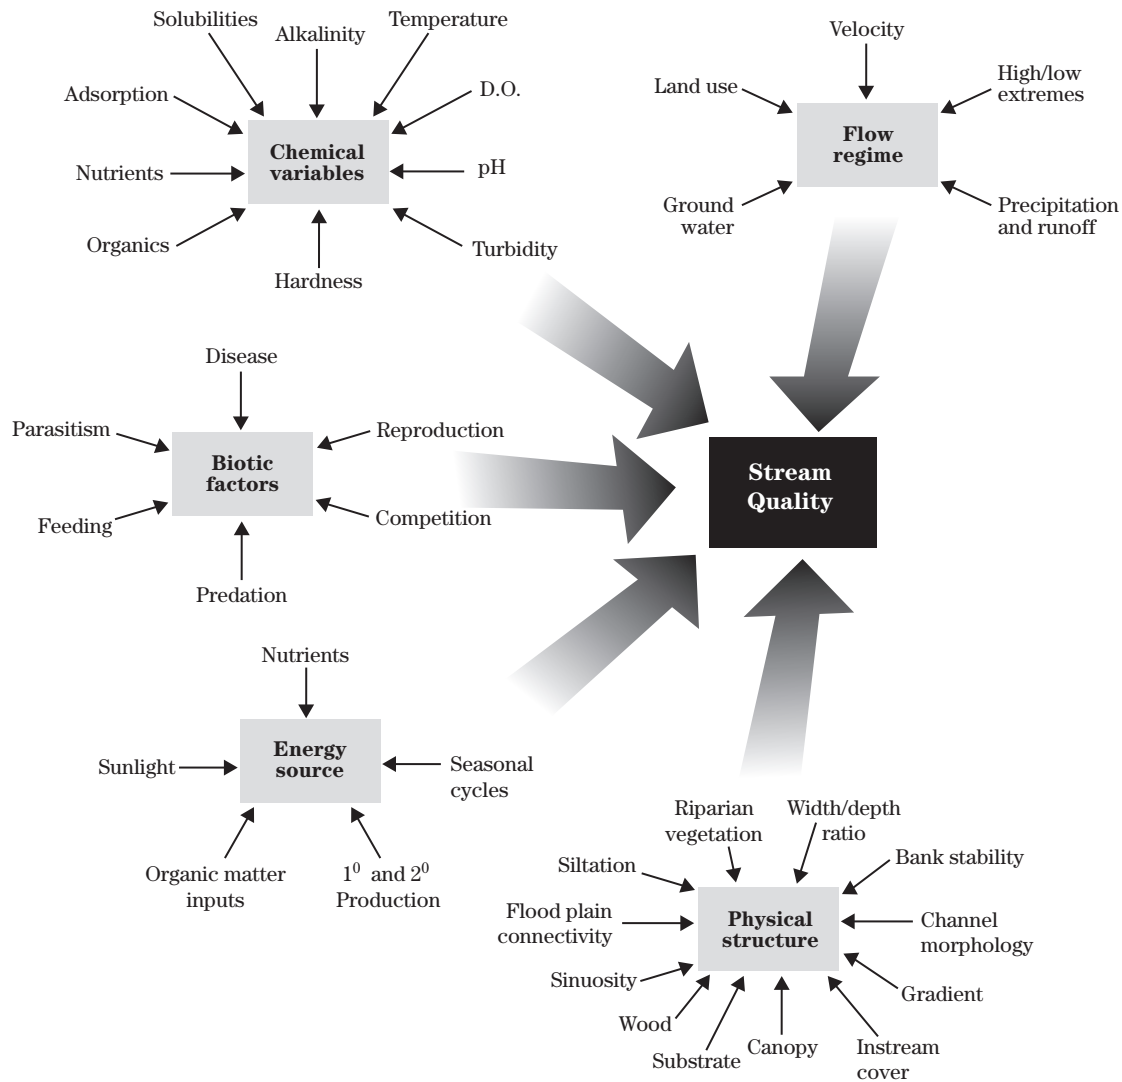 Solubilities
Alkalinity
Temperature
Adsorption
D.O.
Chemical
variables
Nutrients
pH
Organics
Turbidity
Hardness
Velocity
Land use
High/low
extremes
Flow
regime
Ground
water
Precipitation
and runoff
Disease
Parasitism
Reproduction
Biotic
factors
Feeding
Competition
Predation
Stream
Quality
Nutrients
Energy
source
Sunlight
Seasonal
cycles
Organic matter
inputs
1⁰ and 2⁰
Production
Riparian
vegetation
Width/depth
ratio
Siltation
Bank stability
Flood plain
connectivity
Physical
structure
Channel
morphology
Sinuosity
Gradient
Wood
Substrate
Canopy
Instream
cover